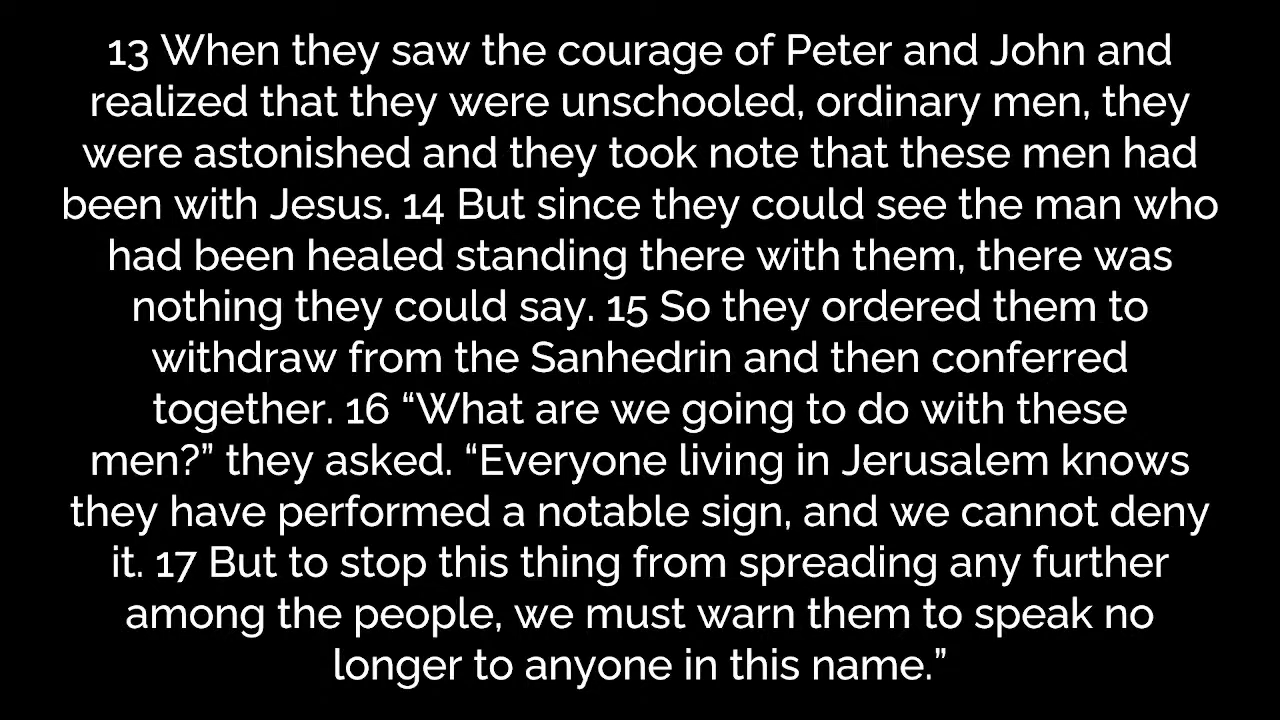 13 When they saw the courage of Peter and John and
realized that they were unschooled, ordinary men, they
were astonished and they took note that these men had
been with Jesus. 14 But since they could see the man who
had been healed standing there with them, there was
nothing they could say. 15 So they ordered them to
withdraw from the Sanhedrin and then conferred
together. 16 “What are we going to do with these
men?” they asked. “Everyone living in Jerusalem knows
they have performed a notable sign, and we cannot deny
it. 17 But to stop this thing from spreading any further
among the people, we must warn them to speak no
longer to anyone in this name.”